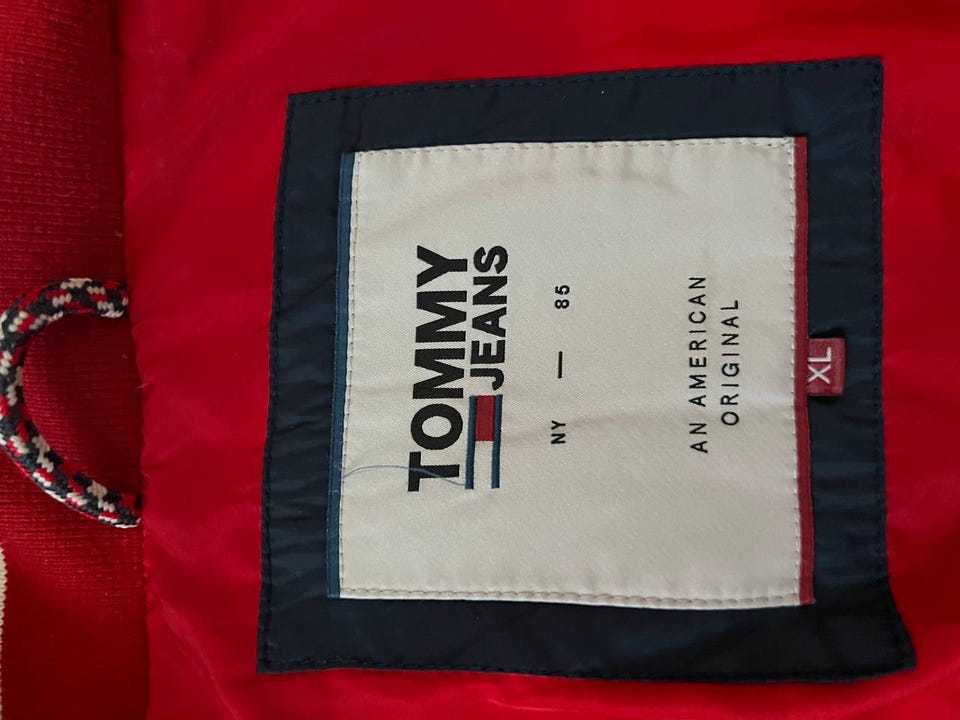 TOMMY
JEANS
NY — 85
AN AMERICAN
ORIGINAL
XL